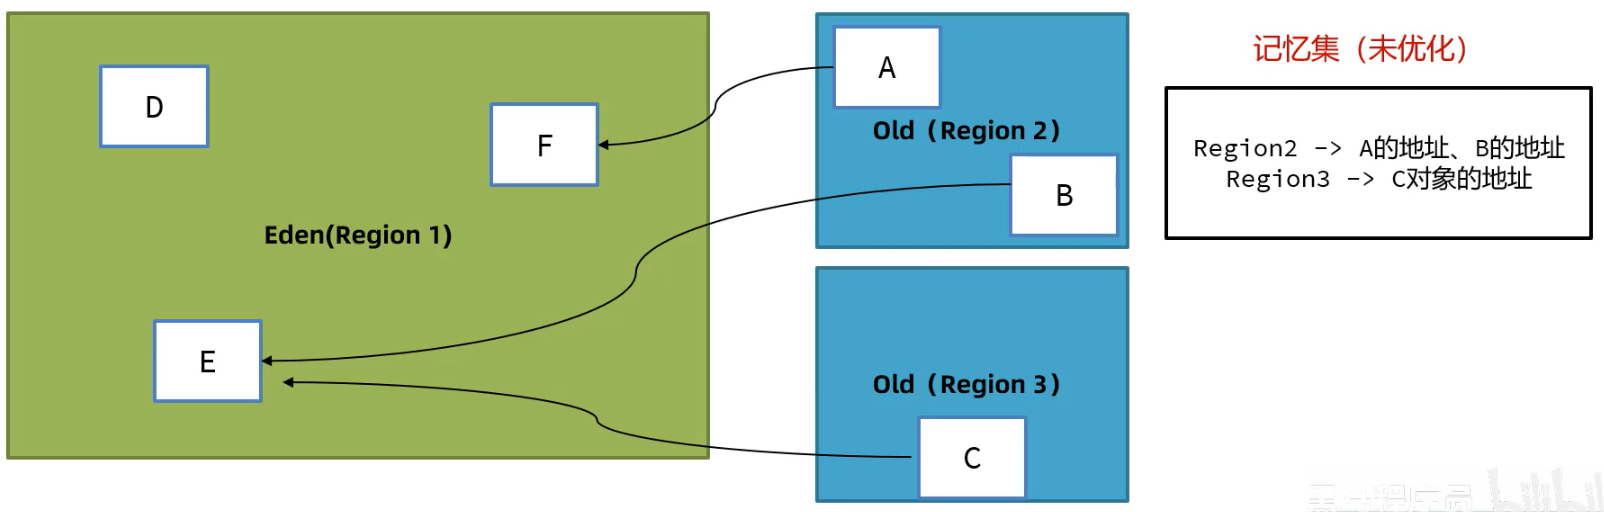 D
F
Eden(Region 1)
E
A
Old（Region 2）
B
Old（Region 3）
C
记忆集（未优化）
Region2 -> A的地址、B的地址
Region3 -> C对象的地址
bilibili